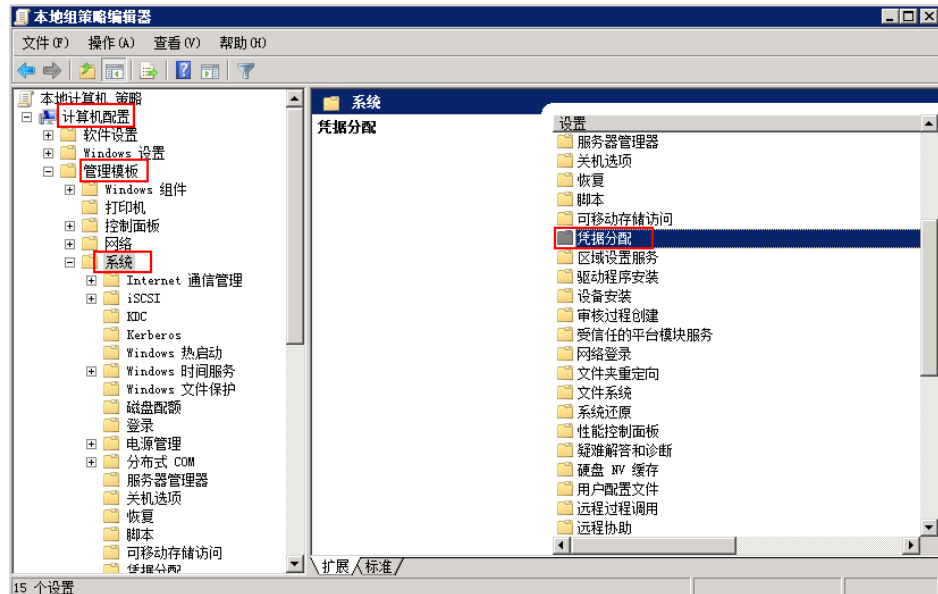 本地组策略编辑器
文件(F) 操作(A) 查看(V) 帮助(H)
本地计算机 策略
计算机配置
软件设置
Windows 设置
管理模板
Windows 组件
打印机
控制面板
网络
系统
Internet 通信管理
iSCSI
KDC
Kerberos
Windows 热启动
Windows 时间服务
Windows 文件保护
磁盘配额
登录
电源管理
分布式 COM
服务器管理器
关机选项
恢复
脚本
可移动存储访问
凭据分配
系统
凭据分配
设置
服务器管理器
关机选项
恢复
脚本
可移动存储访问
凭据分配
区域设置服务
驱动程序安装
设备安装
审核过程创建
受信任的平台模块服务
网络登录
文件夹重定向
文件系统
系统还原
性能控制面板
疑难解答和诊断
硬盘 NV 缓存
用户配置文件
远程过程调用
远程协助
扩展 标准
15 个设置